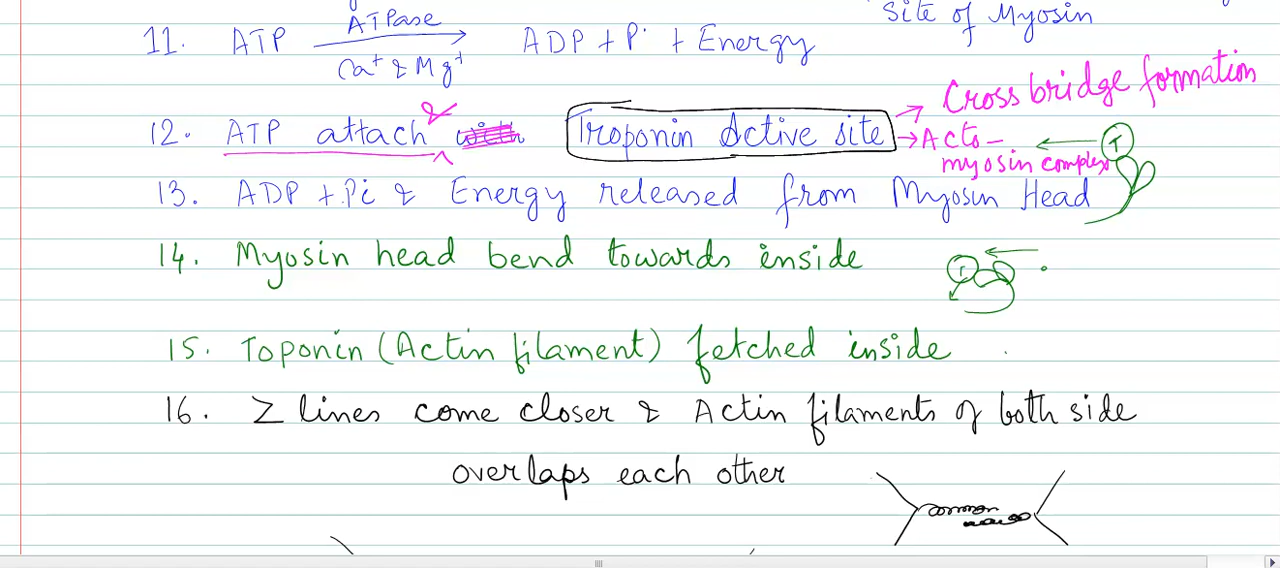 Site of Myosin
11. ATP ATPase Ca+ & Mg+ ADP + Pi + Energy
12. ATP attach & with Troponin Active site
Cross bridge formation
Acto-
myosin complex
T
13. ADP + Pi & Energy released from Myosin Head
14. Myosin head bend towards inside
T
15. Toponin (Actin filament) fetched inside
16. Z lines come closer & Actin filaments of both side
overlaps each other